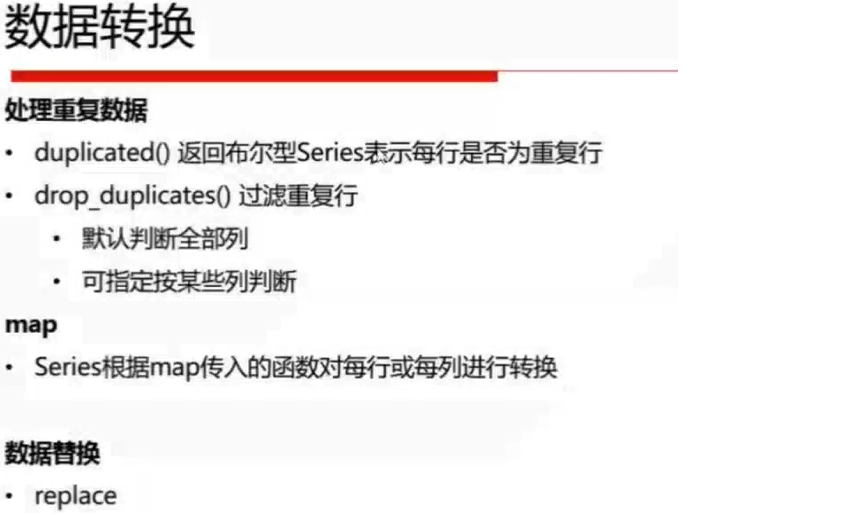 数据转换
处理重复数据
• duplicated() 返回布尔型Series表示每行是否为重复行
• drop_duplicates() 过滤重复行
• 默认判断全部列
• 可指定按某些列判断
map
• Series根据map传入的函数对每行或每列进行转换
数据替换
• replace